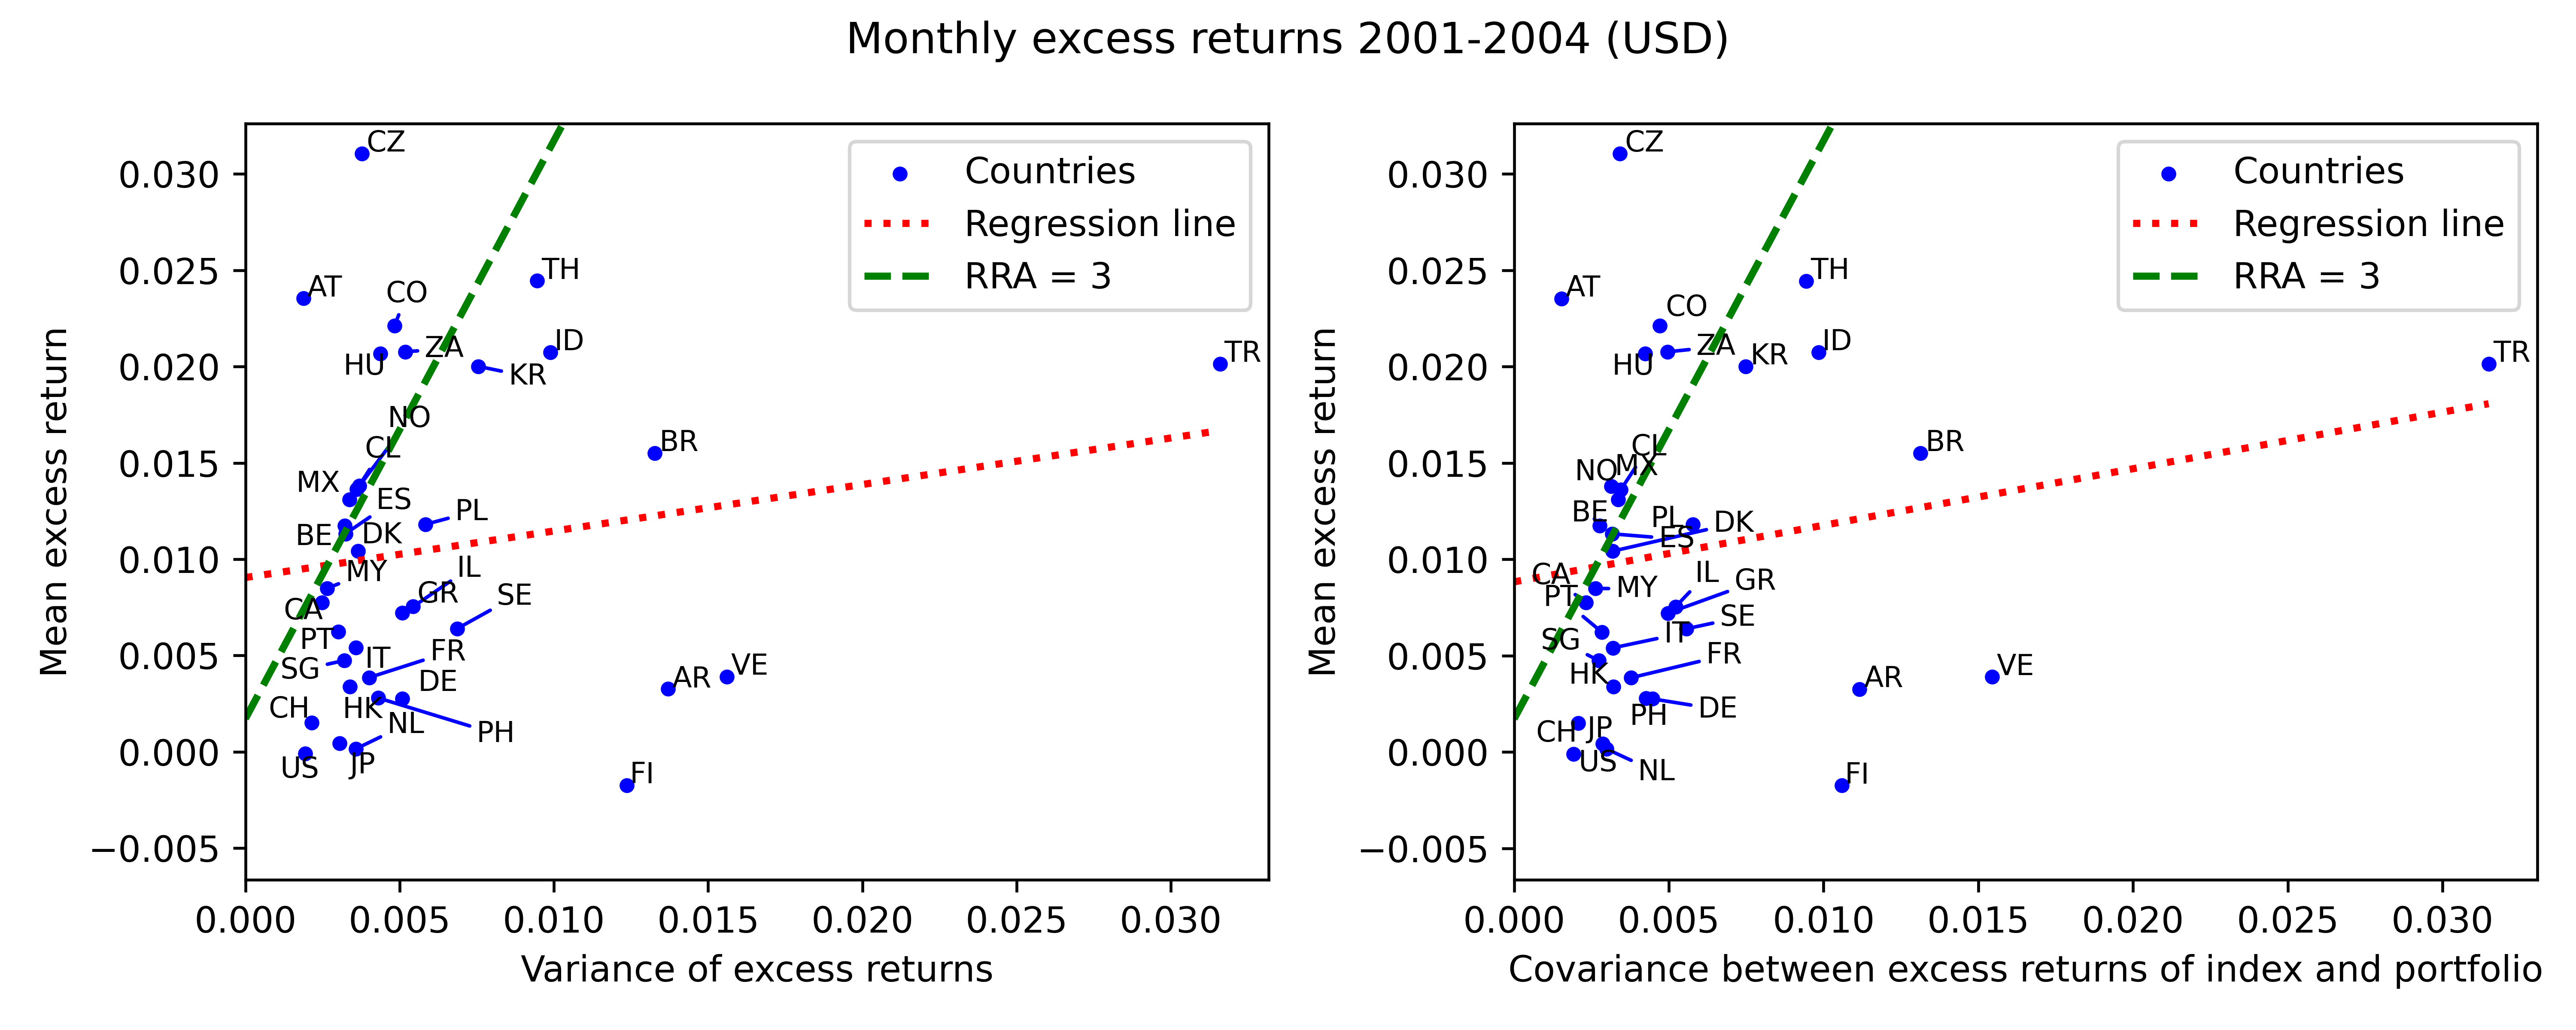 Monthly excess returns 2001-2004 (USD)
Mean excess return
0.030
0.025
0.020
0.015
0.010
0.005
0.000
−0.005
CZ
AT
CO
TH
HU
ZA
KR
ID
TR
NO
CL
MX
ES
BE
DK
PL
BR
MY
IL
CA
GR
SE
PT
SG
IT
FR
DE
AR
VE
CH
HK
NL
PH
US
JP
FI
Countries
Regression line
RRA = 3
0.000 0.005 0.010 0.015 0.020 0.025 0.030
Variance of excess returns
Mean excess return
0.030
0.025
0.020
0.015
0.010
0.005
0.000
−0.005
CZ
AT
CO
TH
HU
ZA
KR
ID
TR
CL
NO
MX
BE
PL
ES
DK
BR
CA
PT
MY
IL
GR
SE
SG
IT
FR
HK
PH
DE
AR
VE
CH
JP
US
NL
FI
Countries
Regression line
RRA = 3
0.000 0.005 0.010 0.015 0.020 0.025 0.030
Covariance between excess returns of index and portfolio